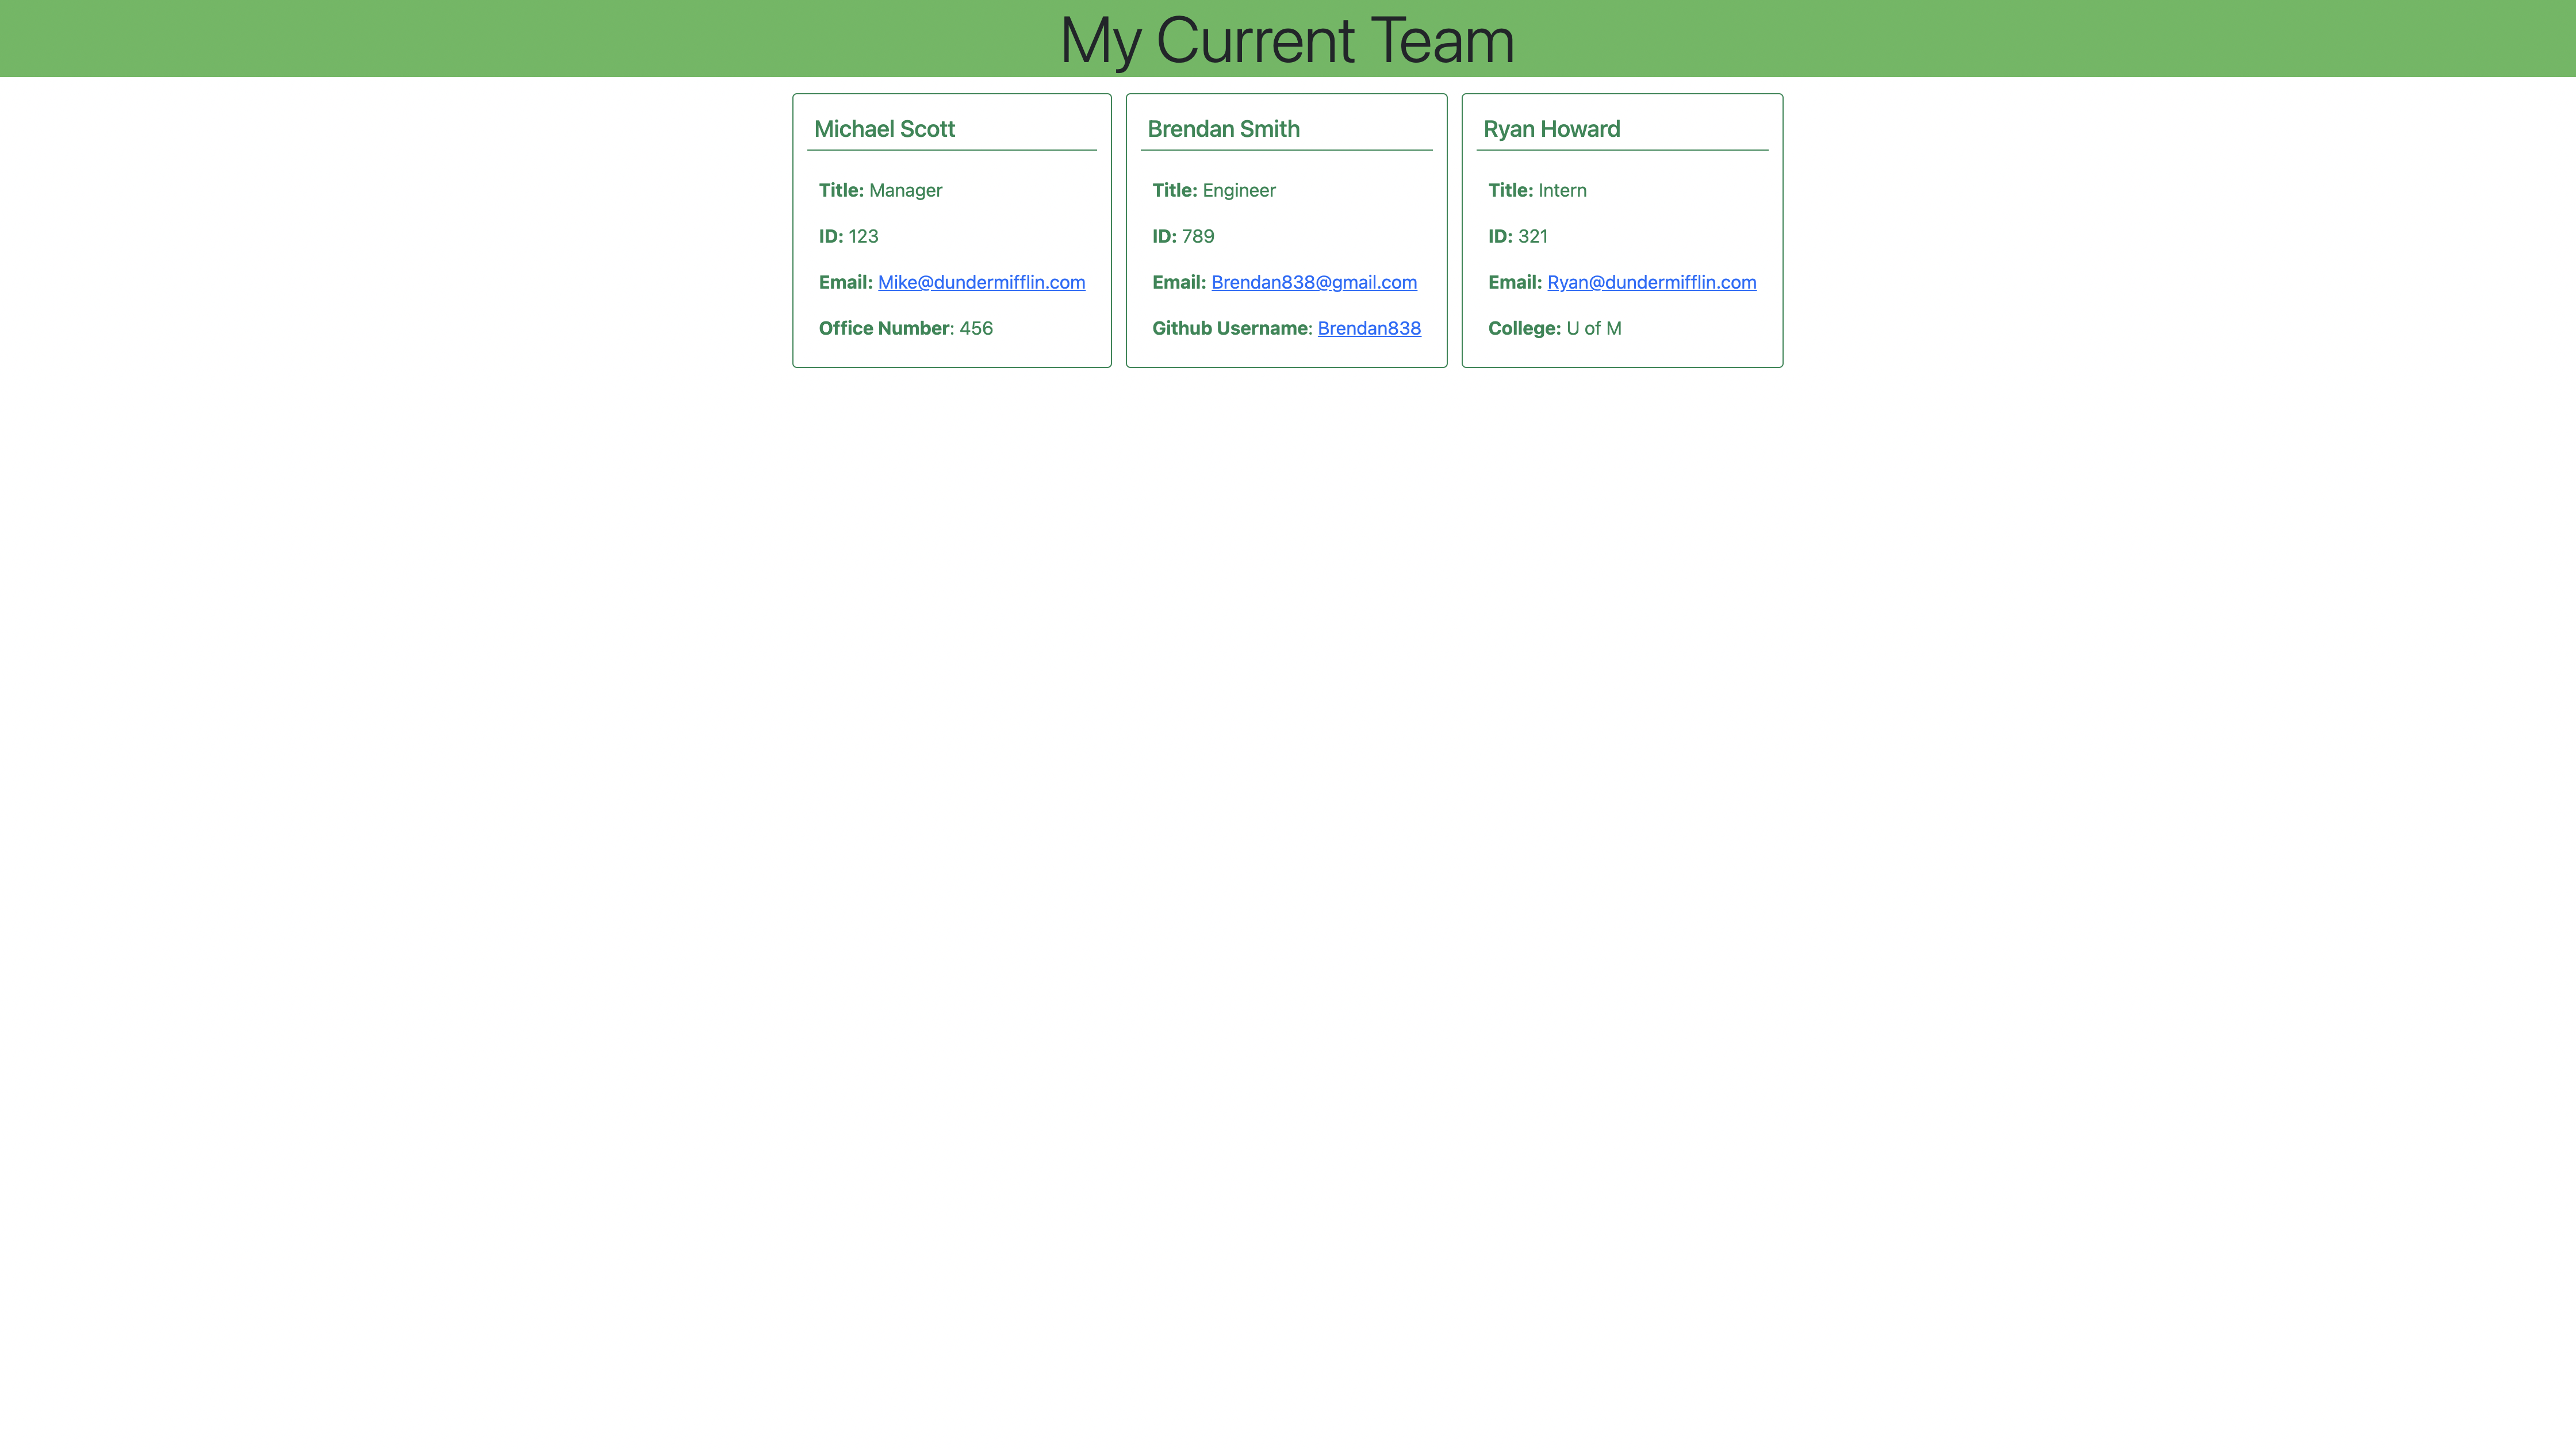 My Current Team
Michael Scott
Title: Manager
ID: 123
Email: Mike@dundermifflin.com
Office Number: 456
Brendan Smith
Title: Engineer
ID: 789
Email: Brendan838@gmail.com
Github Username: Brendan838
Ryan Howard
Title: Intern
ID: 321
Email: Ryan@dundermifflin.com
College: U of M